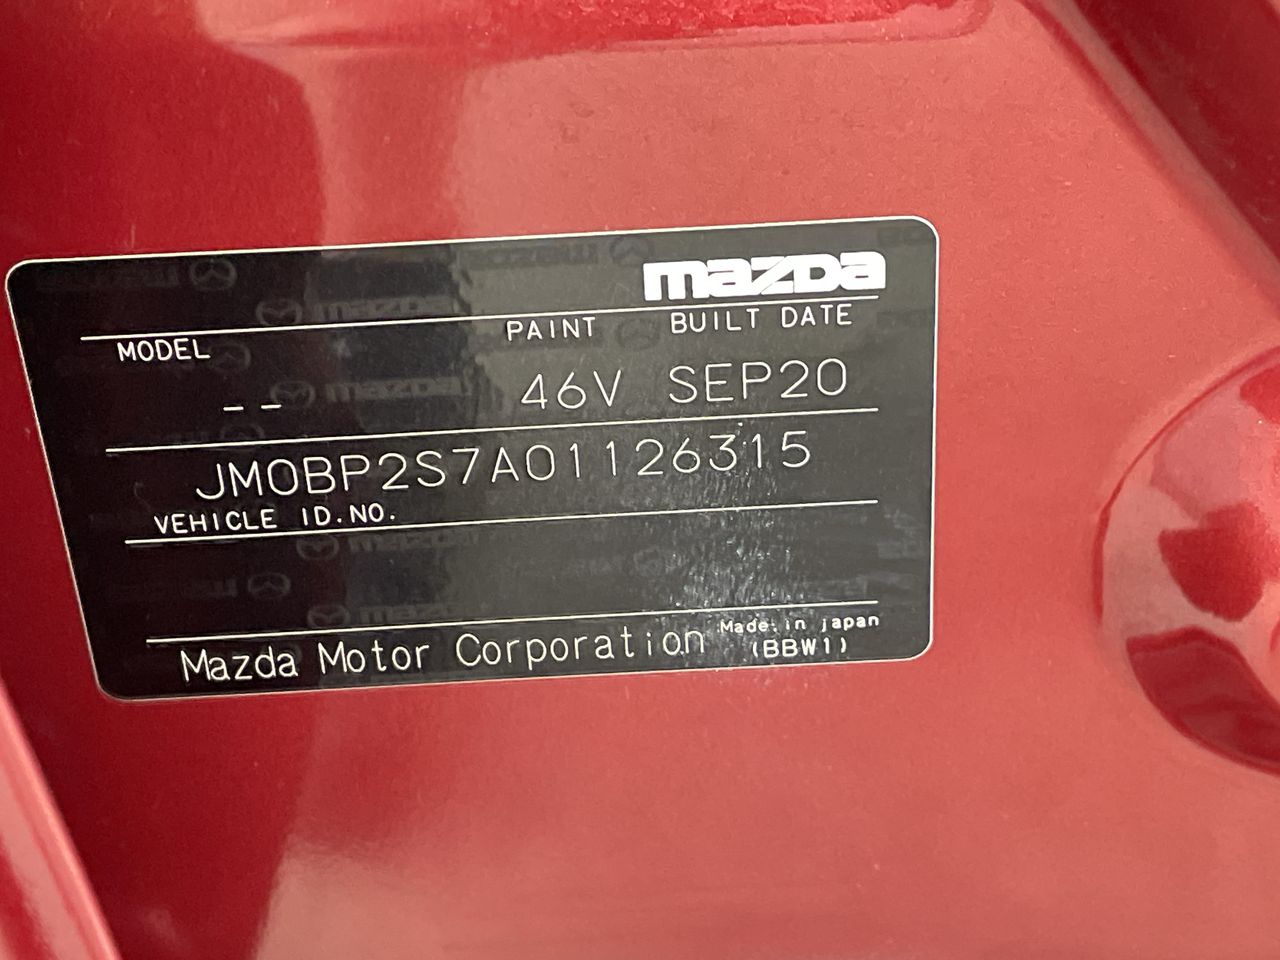 mazda
MODEL PAINT BUILT DATE
-- 46V SEP20
JM0BP2S7A01126315
VEHICLE ID.NO.
Mazda Motor Corporation Made in japan
(BBW1)